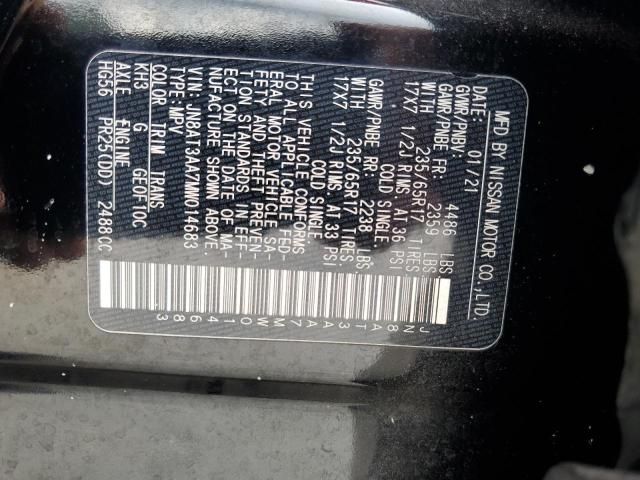 MFD BY NISSAN MOTOR CO.,LTD.
DATE: 01/21
GVWR/PNBV: 4486 LBS
GAWR/PNBE FR: 2359 LBS
WITH 235/65R17 TIRES
17X7 1/2J RIMS AT 36 PSI
COLD SINGLE
GAWR/PNBE RR: 2238 LBS
WITH 235/65R17 TIRES
17X7 1/2J RIMS AT 33 PSI
COLD SINGLE
THIS VEHICLE CONFORMS
TO ALL APPLICABLE FED-
ERAL MOTOR VEHICLE SA-
FETY AND THEFT PREVEN-
TION STANDARDS IN EFF-
ECT ON THE DATE OF MA-
NUFACTURE SHOWN ABOVE.
VIN: JN8AT3AA7MW014683
TYPE: MPV
COLOR TRIM TRANS
KH3 G GE0F10C
AXLE ENGINE
HG56 PR25(DD) 2488CC
JN8AT3AA7MW014683